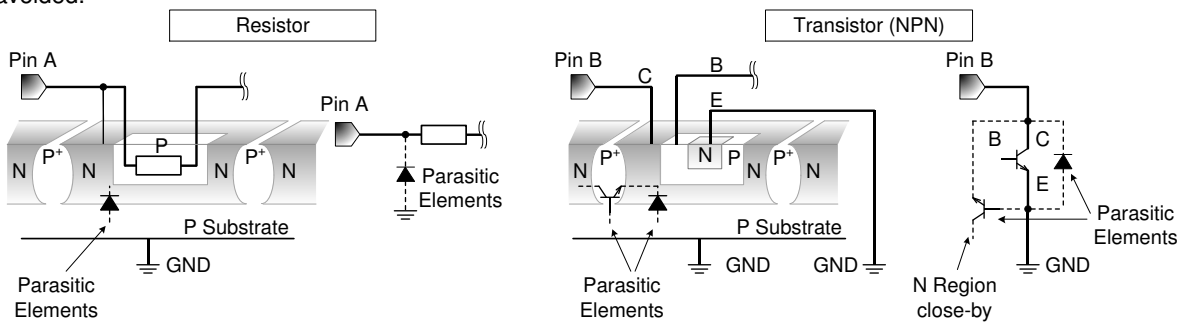 avoided.
Resistor
Transistor (NPN)
Pin A
Pin A
N
P+
N
P
N
P+
N
Parasitic
Elements
P Substrate
GND
Parasitic
Elements
Pin B
C
B
E
N
P+
N
P
P+
N
N
P Substrate
GND
GND
Parasitic
Elements
Pin B
B
C
E
Parasitic
Elements
GND
N Region
close-by